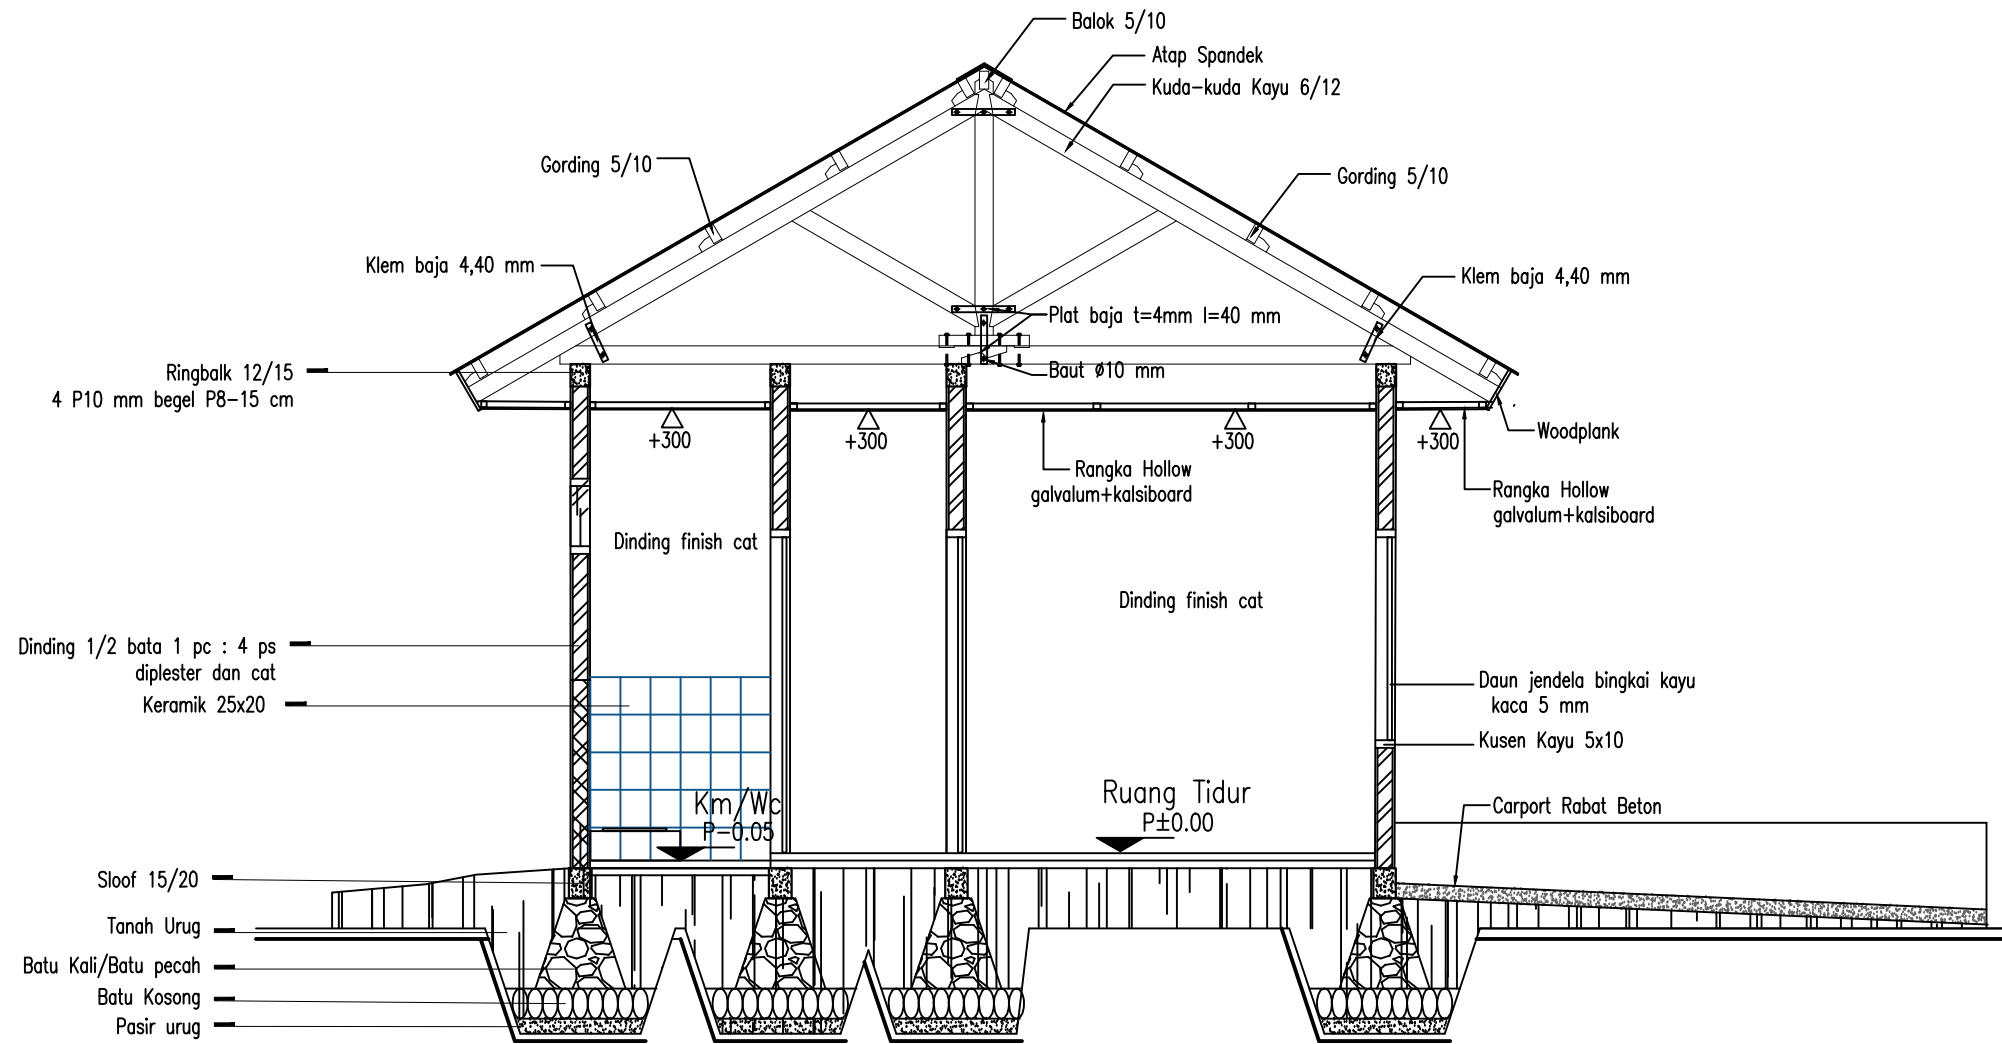 Balok 5/10
Atap Spandek
Kuda-kuda Kayu 6/12
Gording 5/10
Gording 5/10
Klem baja 4,40 mm
Klem baja 4,40 mm
Plat baja t=4mm l=40 mm
Baut ø10 mm
Ringbalk 12/15
4 P10 mm begel P8-15 cm
+300
+300
+300
+300
Woodplank
Rangka Hollow
galvalum+kalsiboard
Rangka Hollow
galvalum+kalsiboard
Dinding finish cat
Dinding finish cat
Dinding 1/2 bata 1 pc : 4 ps
diplester dan cat
Keramik 25x20
Daun jendela bingkai kayu
kaca 5 mm
Kusen Kayu 5x10
Km/Wc
P-0.05
Ruang Tidur
P±0.00
Carport Rabat Beton
Sloof 15/20
Tanah Urug
Batu Kali/Batu pecah
Batu Kosong
Pasir urug